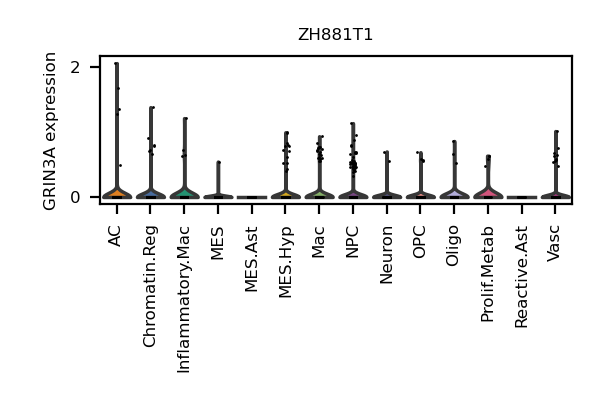 ZH881T1
GRIN3A expression
2
0
AC
Chromatin.Reg
Inflammatory.Mac
MES
MES.Ast
MES.Hyp
Mac
NPC
Neuron
OPC
Oligo
Prolif.Metab
Reactive.Ast
Vasc